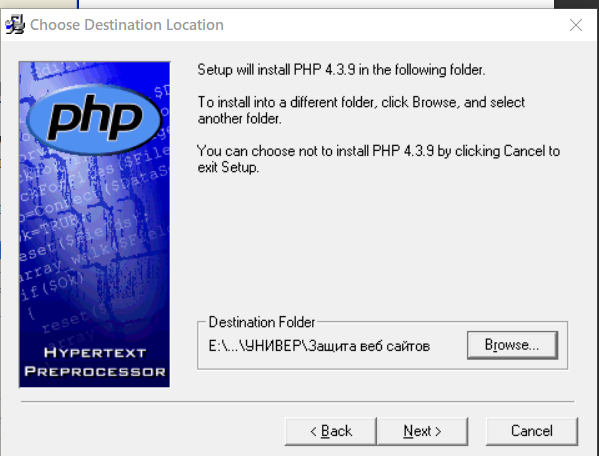 Choose Destination Location
php
HYPERTEXT
PREPROCESSOR
Setup will install PHP 4.3.9 in the following folder.
To install into a different folder, click Browse, and select
another folder.
You can choose not to install PHP 4.3.9 by clicking Cancel to
exit Setup.
Destination Folder
E:\...\УНИВЕР\Защита веб сайтов
Browse...
< Back
Next >
Cancel